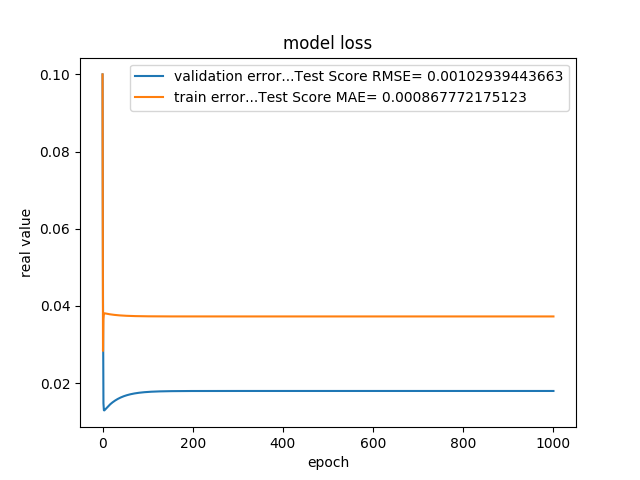 model loss
validation error...Test Score RMSE= 0.00102939443663
train error...Test Score MAE= 0.000867772175123
real value
0.10
0.08
0.06
0.04
0.02
0 200 400 600 800 1000
epoch